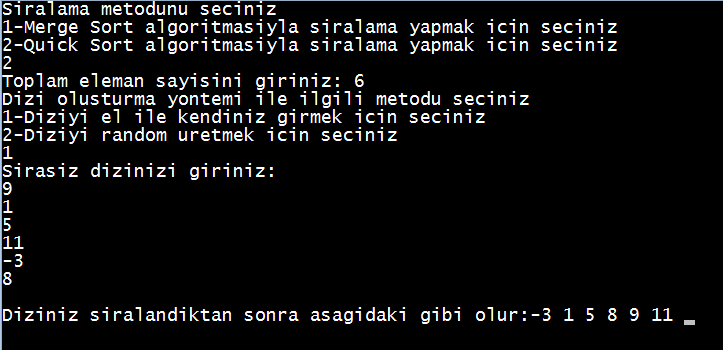 Siralama metodunu seciniz
1-Merge Sort algoritmasiyla siralama yapmak icin seciniz
2-Quick Sort algoritmasiyla siralama yapmak icin seciniz
2
Toplam eleman sayisini giriniz: 6
Dizi olusturma yontemi ile ilgili metodu seciniz
1-Diziyi el ile kendiniz girmek icin seciniz
2-Diziyi random uretmek icin seciniz
1
Sirasiz dizinizi giriniz:
9
1
5
11
-3
8
Diziniz siralandiktan sonra asagidaki gibi olur:-3 1 5 8 9 11